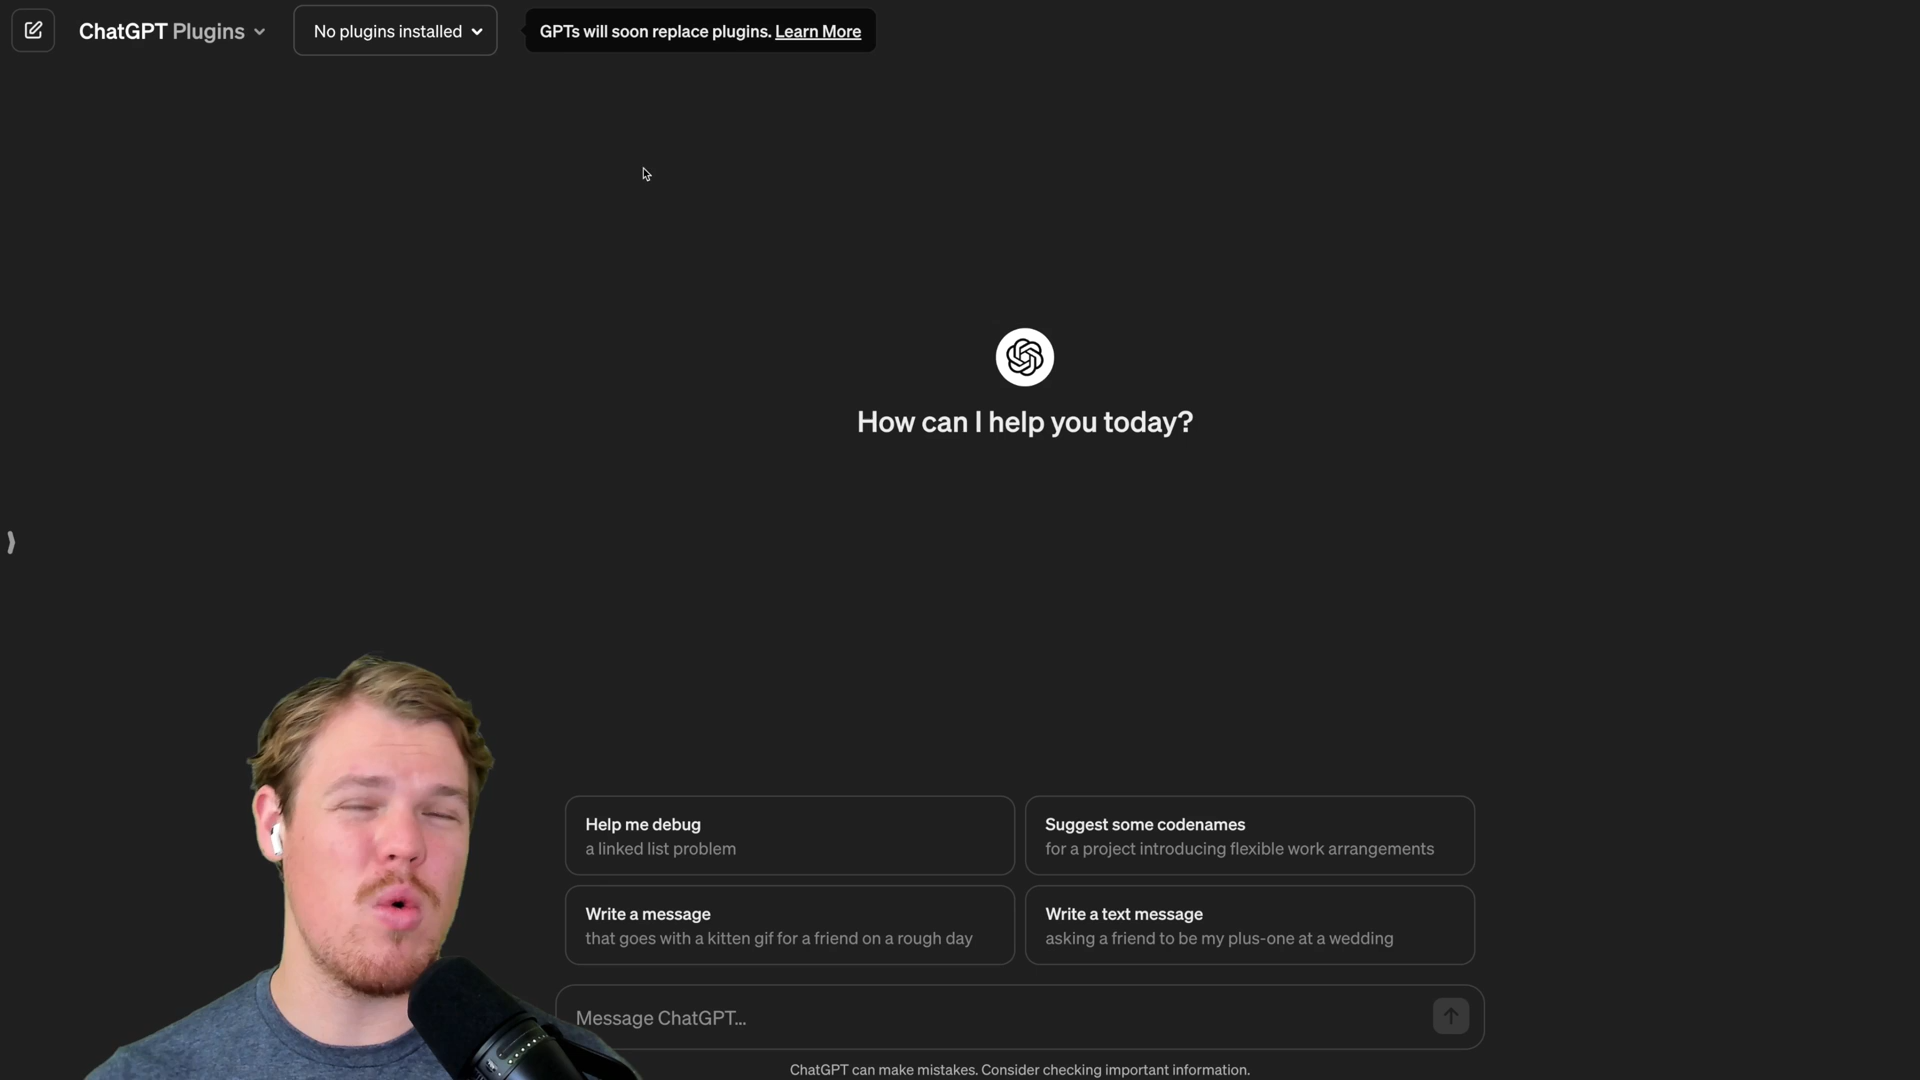 ChatGPT Plugins
No plugins installed
GPTs will soon replace plugins. Learn More
How can I help you today?
Help me debug
a linked list problem
Suggest some codenames
for a project introducing flexible work arrangements
Write a message
that goes with a kitten gif for a friend on a rough day
Write a text message
asking a friend to be my plus-one at a wedding
Message ChatGPT...
ChatGPT can make mistakes. Consider checking important information.